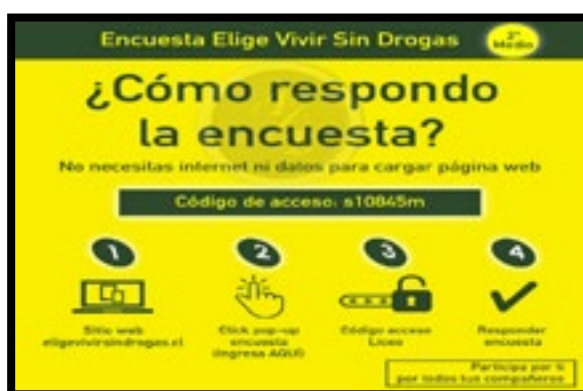 Encuesta Elige Vivir Sin Drogas
2° Medio
¿Cómo respondo
la encuesta?
No necesitas internet ni datos para cargar página web
Código de acceso: s10845m
1
2
3
4
Sitio web
eligevivirsindrogas.cl
Click pop-up
encuesta
(Ingresa AQUI)
Código acceso
Liceo
Responder
encuesta
Participa por ti
por todos tus compañeros